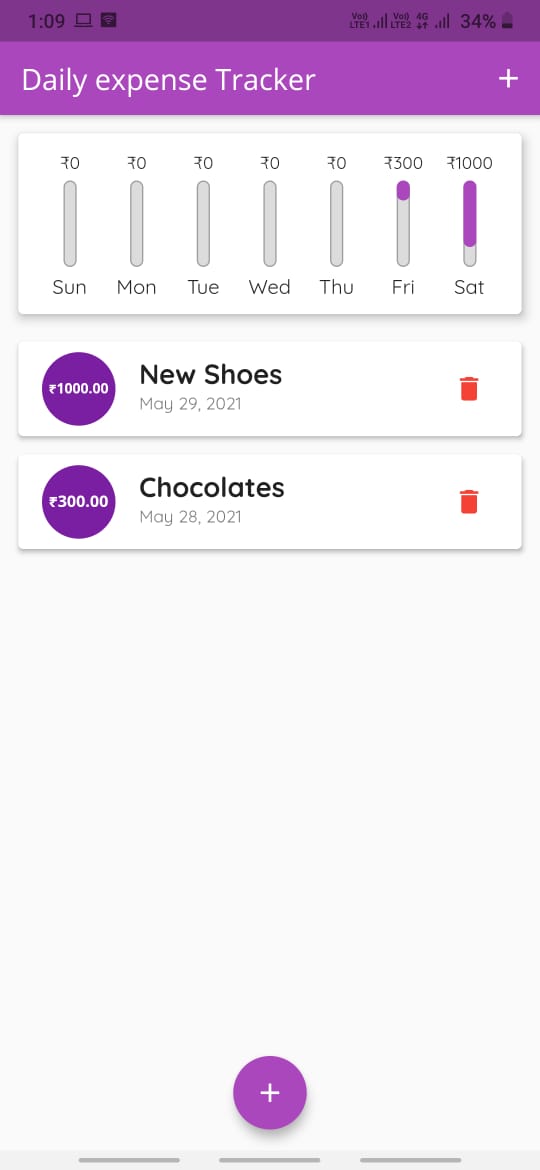 1:09 Vo)) LTE1 Vo)) LTE2 4G 34%
Daily expense Tracker +
₹0 ₹0 ₹0 ₹0 ₹0 ₹300 ₹1000
Sun Mon Tue Wed Thu Fri Sat
₹1000.00 New Shoes
May 29, 2021
₹300.00 Chocolates
May 28, 2021
+